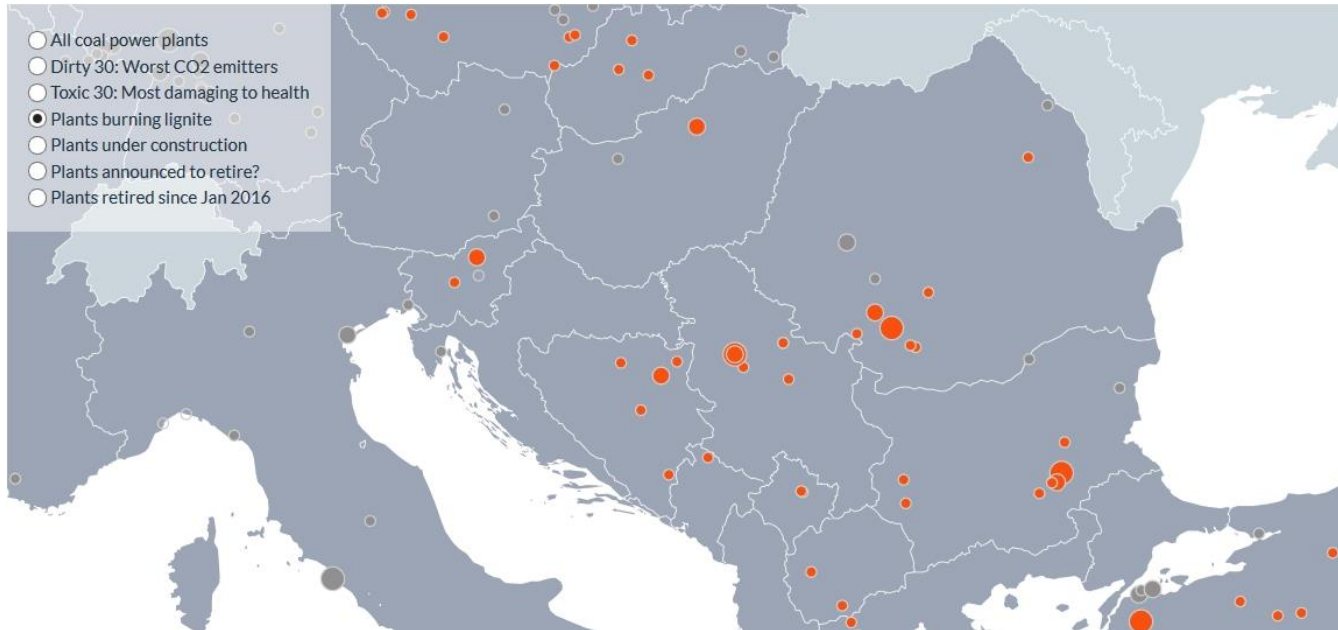 All coal power plants
Dirty 30: Worst CO2 emitters
Toxic 30: Most damaging to health
Plants burning lignite
Plants under construction
Plants announced to retire?
Plants retired since Jan 2016